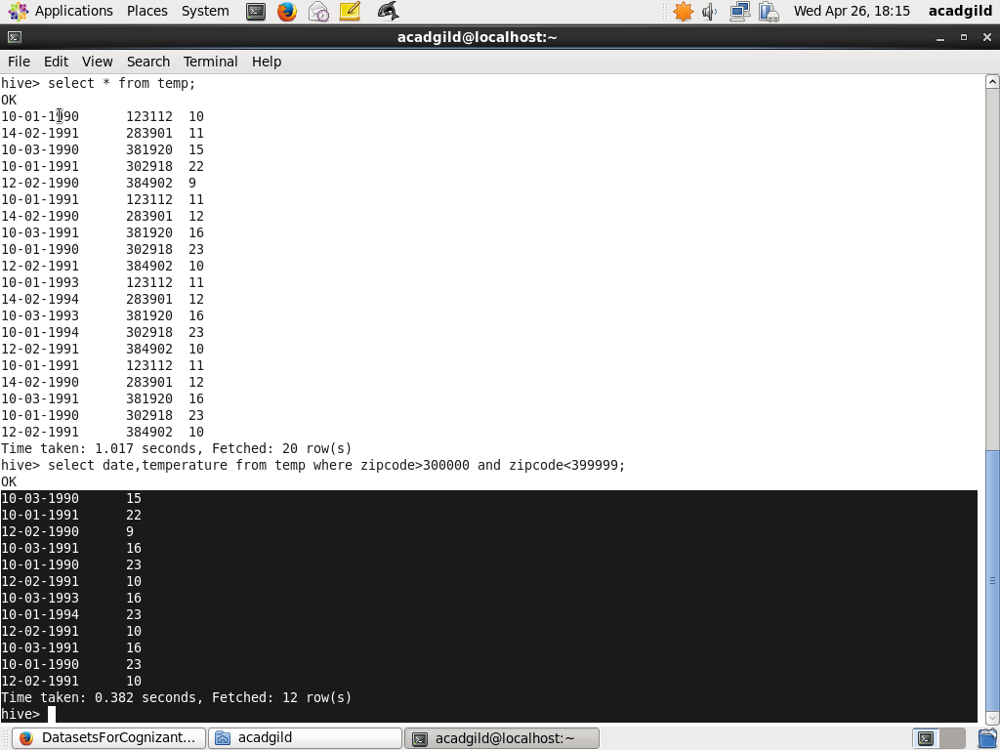 Applications Places System Wed Apr 26, 18:15 acadgild
acadgild@localhost:~
File Edit View Search Terminal Help
hive> select * from temp;
OK
10-01-1990 123112 10
14-02-1991 283901 11
10-03-1990 381920 15
10-01-1991 302918 22
12-02-1990 384902 9
10-01-1991 123112 11
14-02-1990 283901 12
10-03-1991 381920 16
10-01-1990 302918 23
12-02-1991 384902 10
10-01-1993 123112 11
14-02-1994 283901 12
10-03-1993 381920 16
10-01-1994 302918 23
12-02-1991 384902 10
10-01-1991 123112 11
14-02-1990 283901 12
10-03-1991 381920 16
10-01-1990 302918 23
12-02-1991 384902 10
Time taken: 1.017 seconds, Fetched: 20 row(s)
hive> select date,temperature from temp where zipcode>300000 and zipcode<399999;
OK
10-03-1990 15
10-01-1991 22
12-02-1990 9
10-03-1991 16
10-01-1990 23
12-02-1991 10
10-03-1993 16
10-01-1994 23
12-02-1991 10
10-03-1991 16
10-01-1990 23
12-02-1991 10
Time taken: 0.382 seconds, Fetched: 12 row(s)
hive>
DatasetsForCognizant... acadgild acadgild@localhost:~